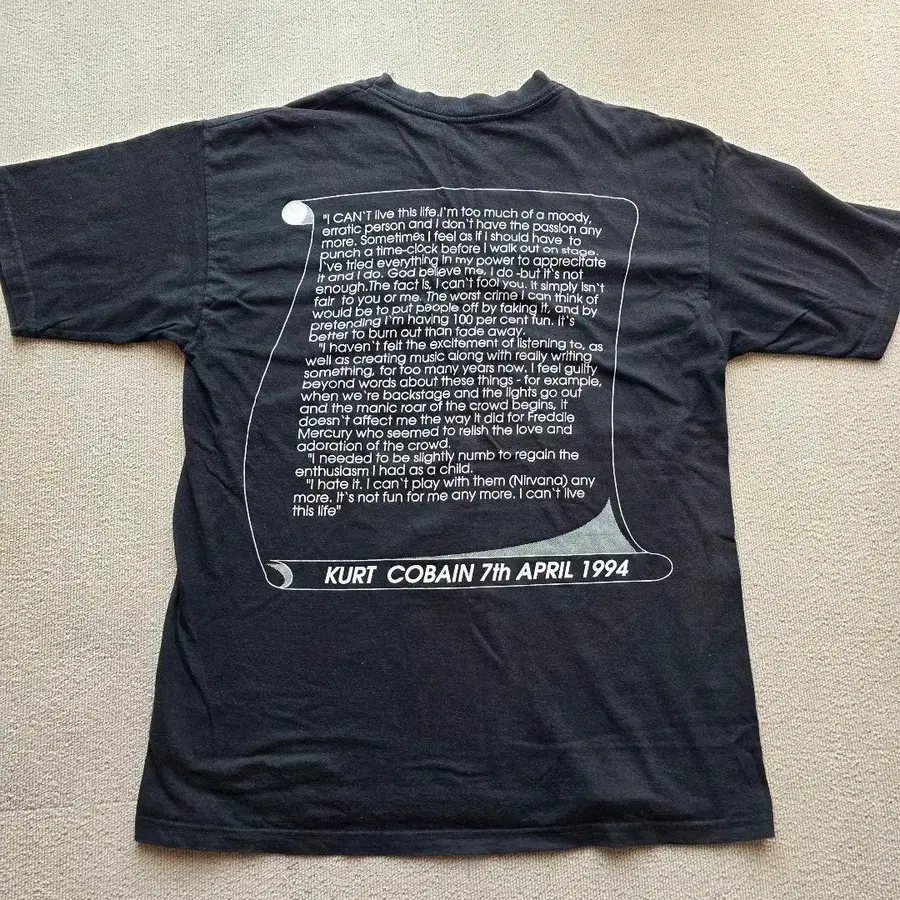 "I CAN'T live this life.I'm too much of a moody,
erratic person and I don't have the passion any
more. Sometimes I feel as if I should have to
punch a time-clock before I walk out on stage.
I've tried everything in my power to apprecitate
it and I do. God believe me, I do -but it's not
enough.The fact is, I can't fool you. It simply isn't
fair to you or me. The worst crime I can think of
would be to put people off by faking it, and by
pretending I'm having 100 per cent fun. It's
better to burn out than fade away.
"I haven't felt the excitement of listening to, as
well as creating music along with really writing
something, for too many years now. I feel guilty
beyond words about these things - for example,
when we're backstage and the lights go out
and the manic roar of the crowd begins, it
doesn't affect me the way it did for Freddie
Mercury who seemed to relish the love and
adoration of the crowd.
"I needed to be slightly numb to regain the
enthusiasm I had as a child.
"I hate it. I can't play with them (Nirvana) any
more. It's not fun for me any more. I can't live
this life"
KURT COBAIN 7th APRIL 1994